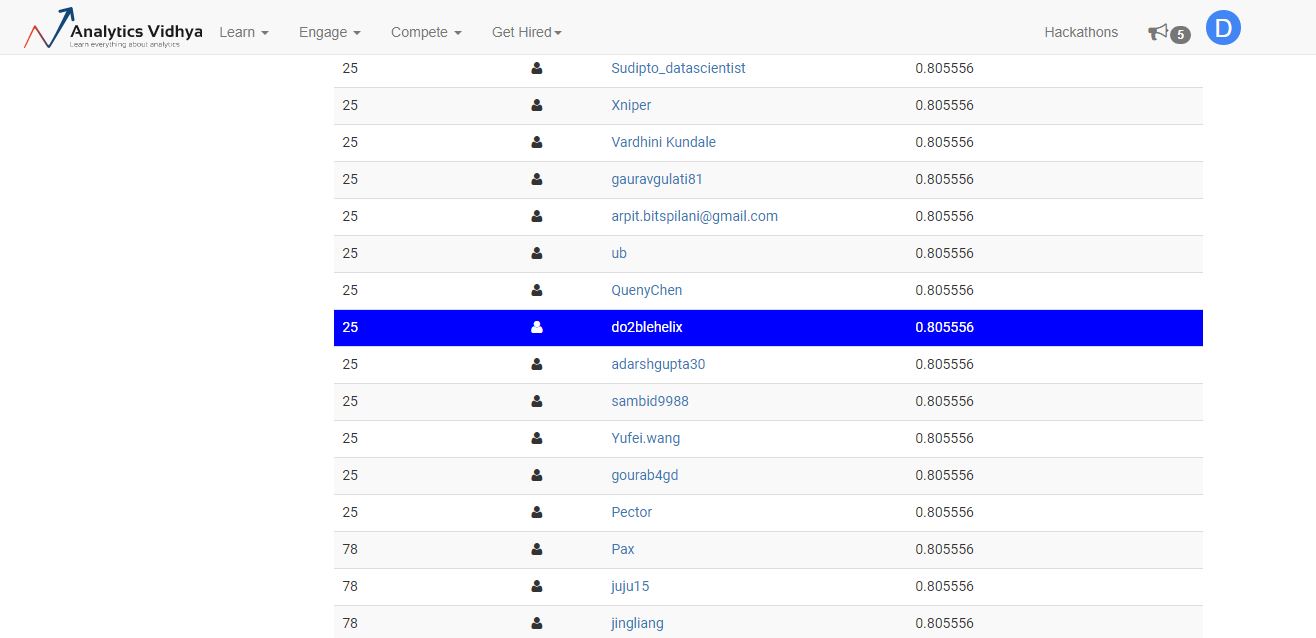 Analytics Vidhya
Learn everything about analytics
Learn Engage Compete Get Hired Hackathons 5 D
25 Sudipto_datascientist 0.805556
25 Xniper 0.805556
25 Vardhini Kundale 0.805556
25 gauravgulati81 0.805556
25 arpit.bitspilani@gmail.com 0.805556
25 ub 0.805556
25 QuenyChen 0.805556
25 do2blehelix 0.805556
25 adarshgupta30 0.805556
25 sambid9988 0.805556
25 Yufei.wang 0.805556
25 gourab4gd 0.805556
25 Pector 0.805556
78 Pax 0.805556
78 juju15 0.805556
78 jingliang 0.805556